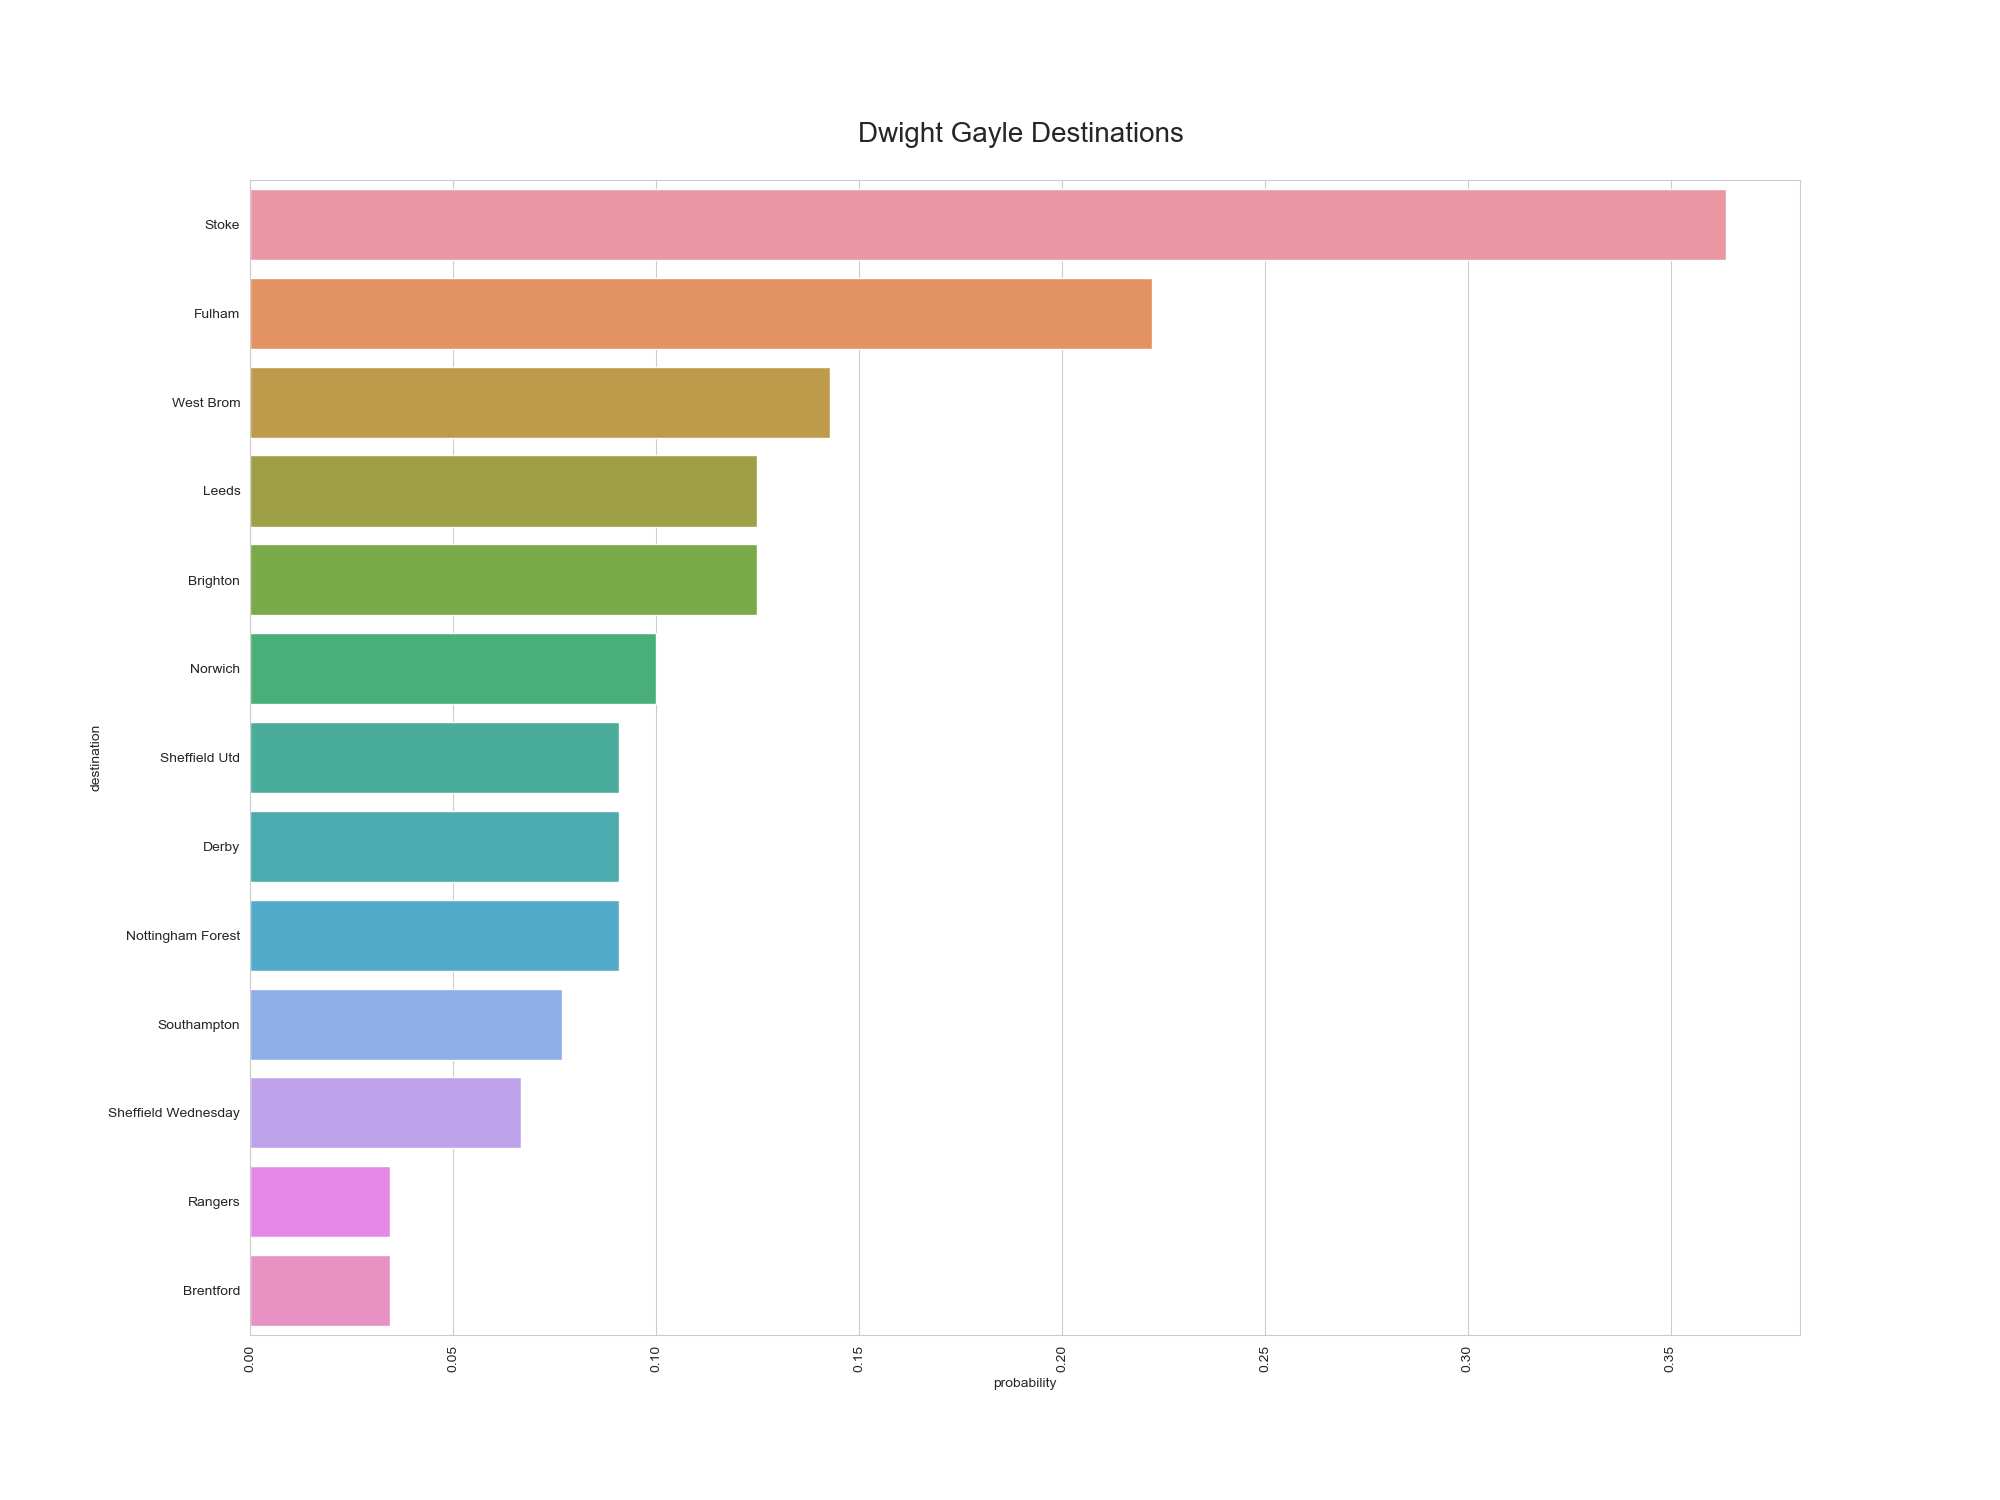 Dwight Gayle Destinations
Stoke
Fulham
West Brom
Leeds
Brighton
Norwich
Sheffield Utd
Derby
Nottingham Forest
Southampton
Sheffield Wednesday
Rangers
Brentford
destination
0.00 0.05 0.10 0.15 0.20 0.25 0.30 0.35
probability